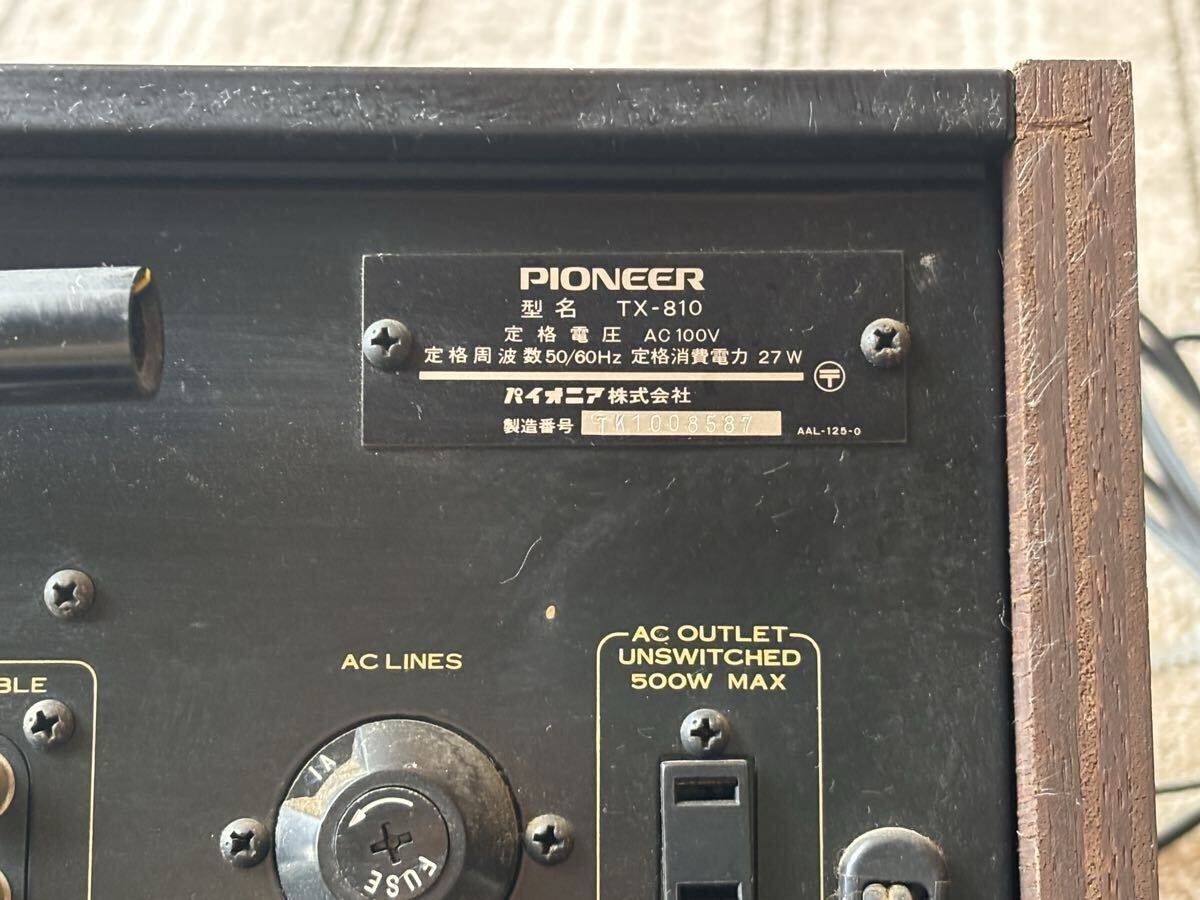 PIONEER
型名 TX-810
定格電圧 AC100V
定格周波数50/60Hz 定格消費電力 27W
〒
パイオニア株式会社
製造番号 TK1008587
AAL-125-0
BLE
AC LINES
1A
FUSE
AC OUTLET
UNSWITCHED
500W MAX